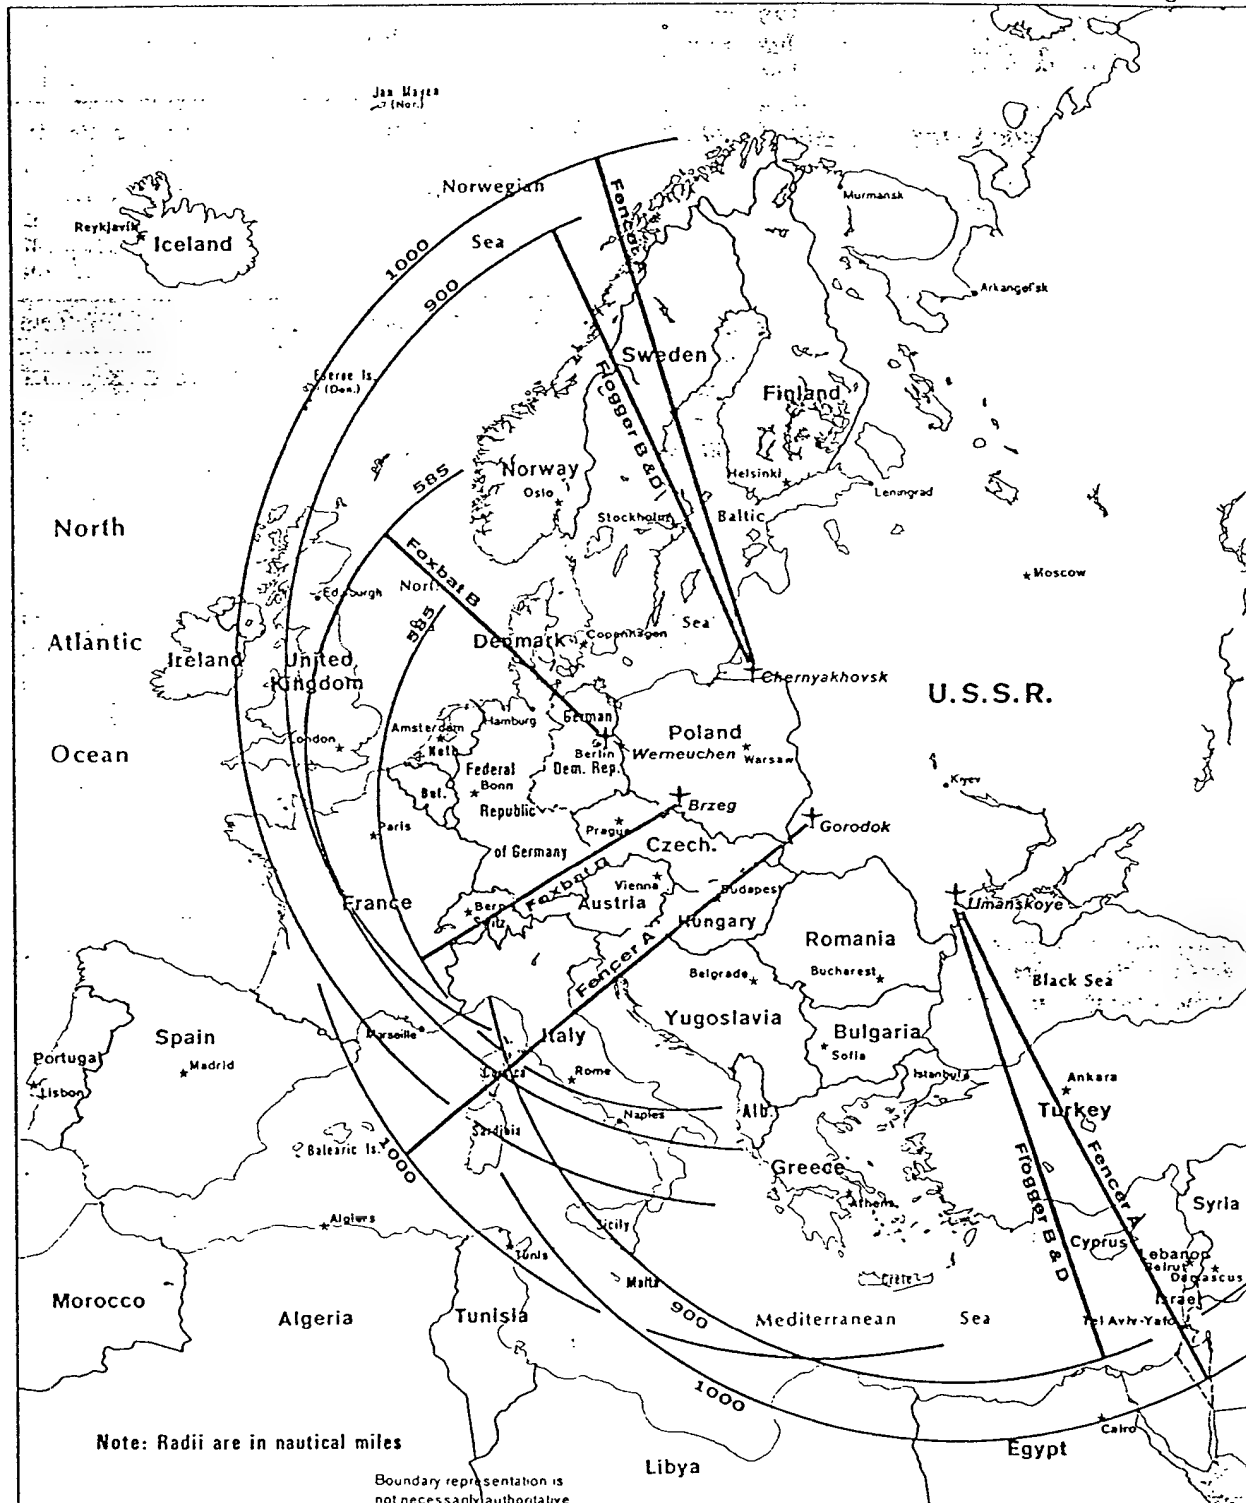 Jan Mayen
(Nor.)
Norwegian
Sea
Reykjavik
Iceland
1000
900
Fencer A
Murmansk
Arkangel'sk
Faeroe Is.
(Den.)
Sweden
Finland
Flogger B & D
Norway
Oslo
585
Helsinki
Leningrad
Stockholm
Baltic
Sea
North
Atlantic
Ocean
Foxbat B
North
Moscow
Edinburgh
585
Denmark
Copenhagen
Ireland
United
Kingdom
Chernyakhovsk
U.S.S.R.
London
Amsterdam
Neth.
Hamburg
German
Dem. Rep.
Berlin
Werneuchen
Poland
Warsaw
Bel.
Federal
Republic
of Germany
Bonn
Kiyev
Brzeg
Gorodok
Paris
Prague
Czech.
France
Bern
Switz.
Foxbat
Vienna
Austria
Budapest
Hungary
Umanskoye
Romania
Bucharest
Fencer A
Belgrade
Black Sea
Spain
Madrid
Portugal
Lisbon
Marseille
Italy
Yugoslavia
Bulgaria
Sofia
Rome
Istanbul
Ankara
Turkey
Naples
Alb.
Sardinia
Balearic Is.
1000
Greece
Athens
Flogger B & D
Fencer A
Syria
Algiers
Tunis
Sicily
Cyprus
Lebanon
Beirut
Damascus
Israel
Malta
Crete
Morocco
Algeria
Tunisia
900
Mediterranean
Sea
Tel Aviv-Yafo
1000
Cairo
Egypt
Libya
Note: Radii are in nautical miles
Boundary representation is
not necessarily authoritative